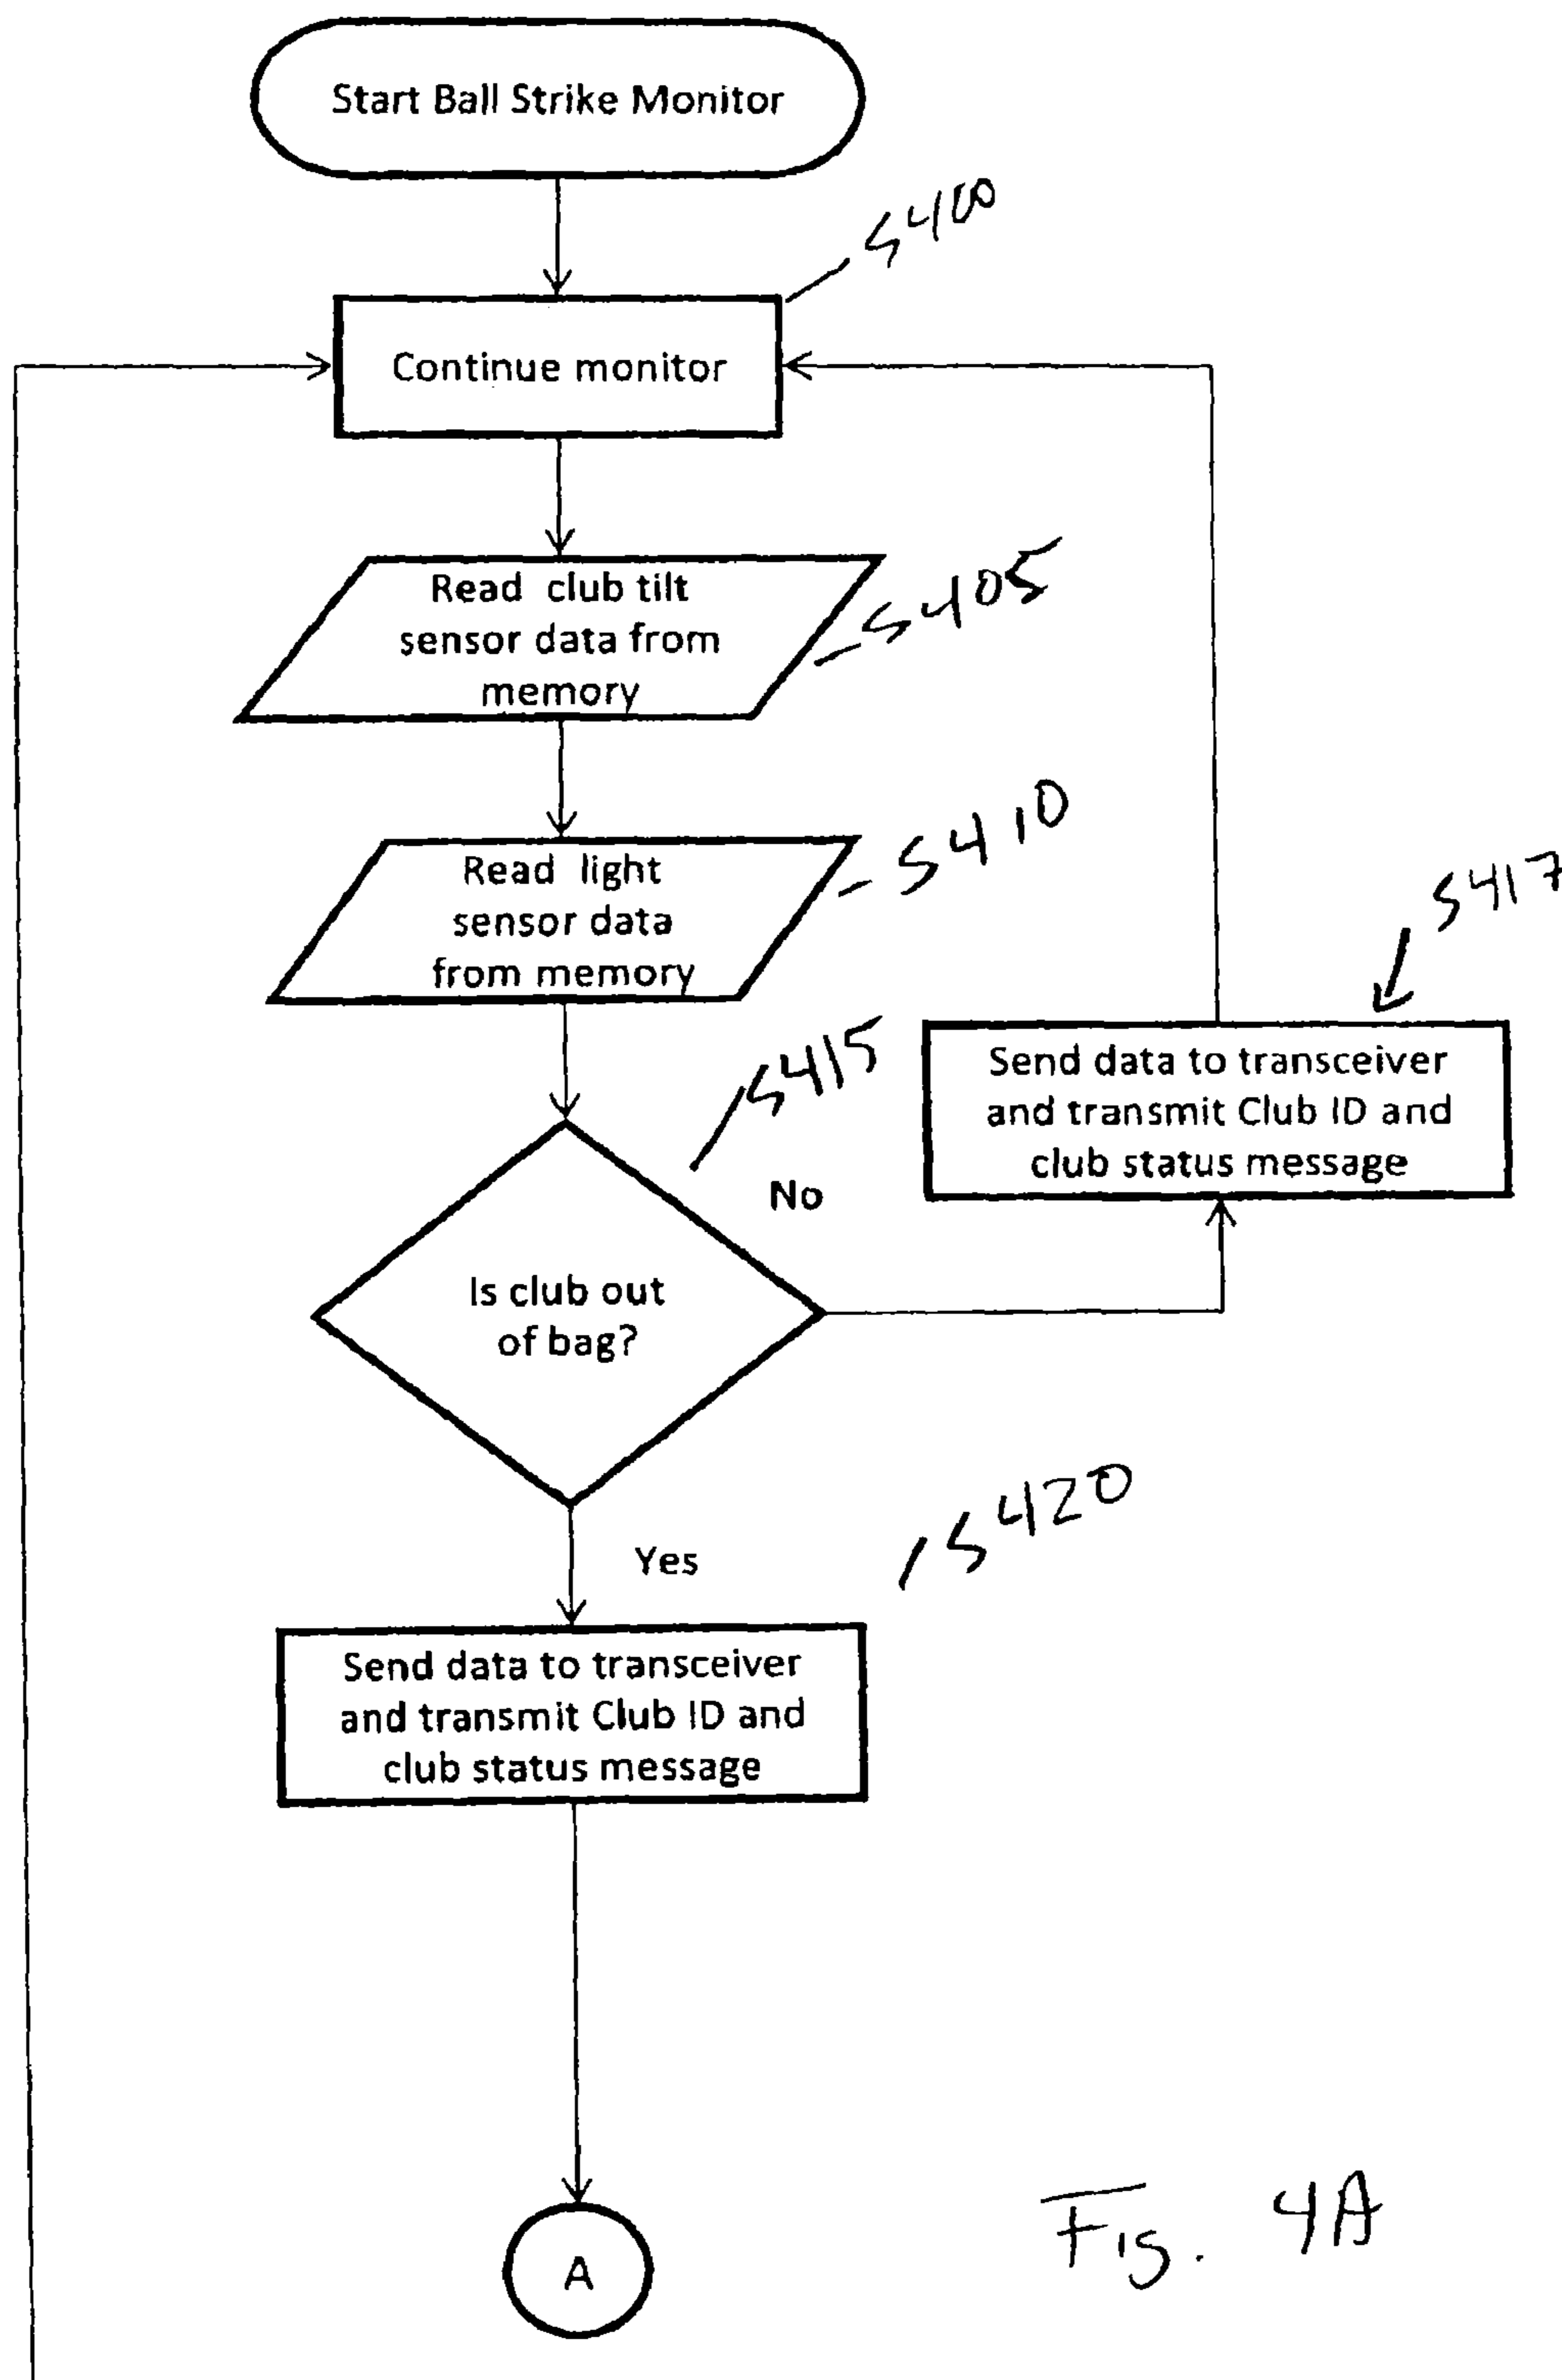 Start Ball Strike Monitor
S400
Continue monitor
Read club tilt
sensor data from
memory
S405
Read light
sensor data
from memory
S410
S417
Send data to transceiver
and transmit Club ID and
club status message
S415
No
Is club out
of bag?
Yes
S420
Send data to transceiver
and transmit Club ID and
club status message
A
Fig. 4A